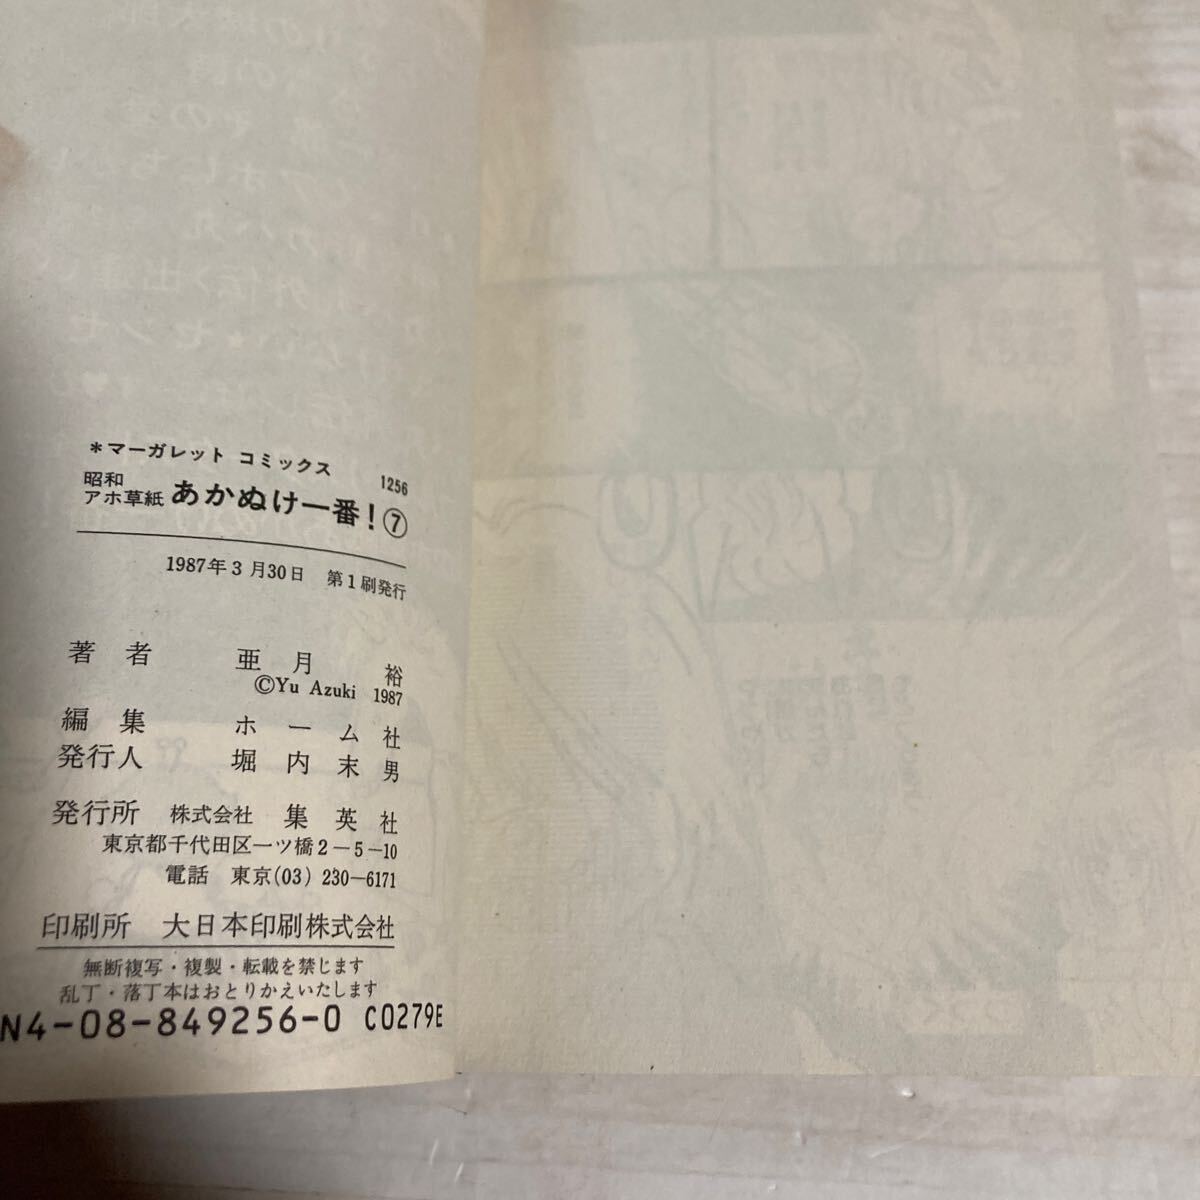 *マーガレット コミックス 1256
昭和
アホ草紙 あかぬけ一番!⑦
1987年3月30日 第1刷発行
著者 亜月 裕
©Yu Azuki 1987
編集 ホーム社
発行人 堀内末男
発行所 株式会社 集英社
東京都千代田区一ツ橋2-5-10
電話 東京(03) 230-6171
印刷所 大日本印刷株式会社
無断複写・複製・転載を禁じます
乱丁・落丁本はおとりかえいたします
N4-08-849256-0 C0279E